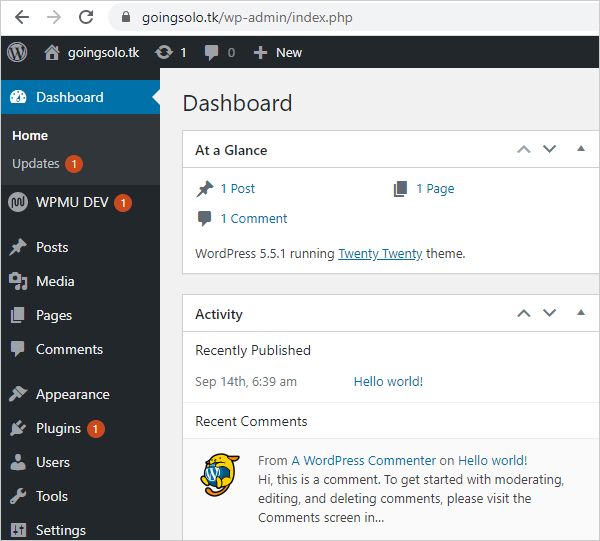 goingsolo.tk/wp-admin/index.php
goingsolo.tk 1 0 New
Dashboard
Home
Updates 1
WPMU DEV 1
Posts
Media
Pages
Comments
Appearance
Plugins 1
Users
Tools
Settings
Dashboard
At a Glance
1 Post 1 Page
1 Comment
WordPress 5.5.1 running Twenty Twenty theme.
Activity
Recently Published
Sep 14th, 6:39 am Hello world!
Recent Comments
From A WordPress Commenter on Hello world!
Hi, this is a comment. To get started with moderating,
editing, and deleting comments, please visit the
Comments screen in…